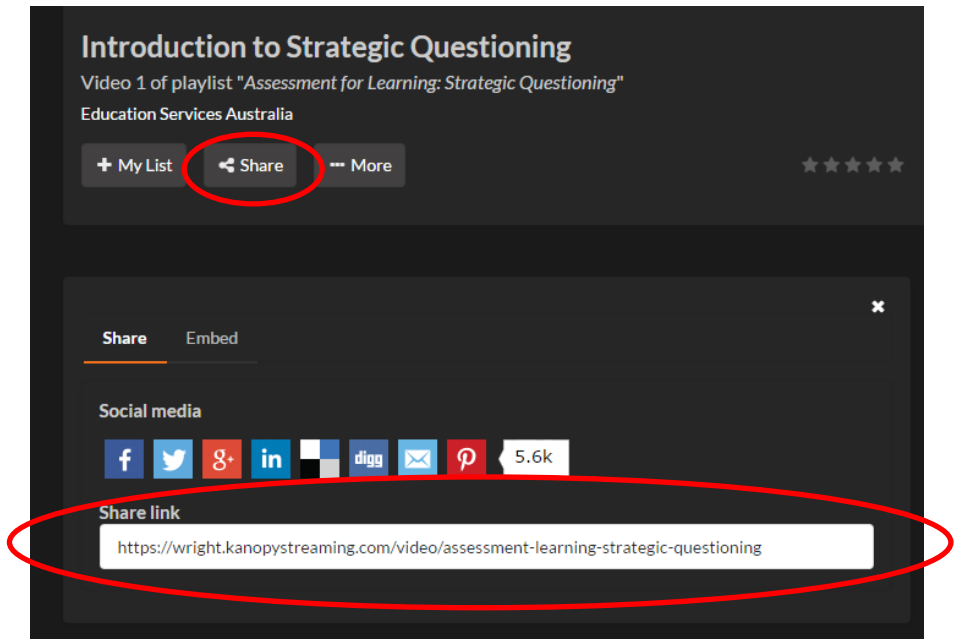 Introduction to Strategic Questioning
Video 1 of playlist "Assessment for Learning: Strategic Questioning"
Education Services Australia
+ My List Share ··· More
Share Embed
Social media
f g+ in digg 5.6k
Share link
https://wright.kanopystreaming.com/video/assessment-learning-strategic-questioning